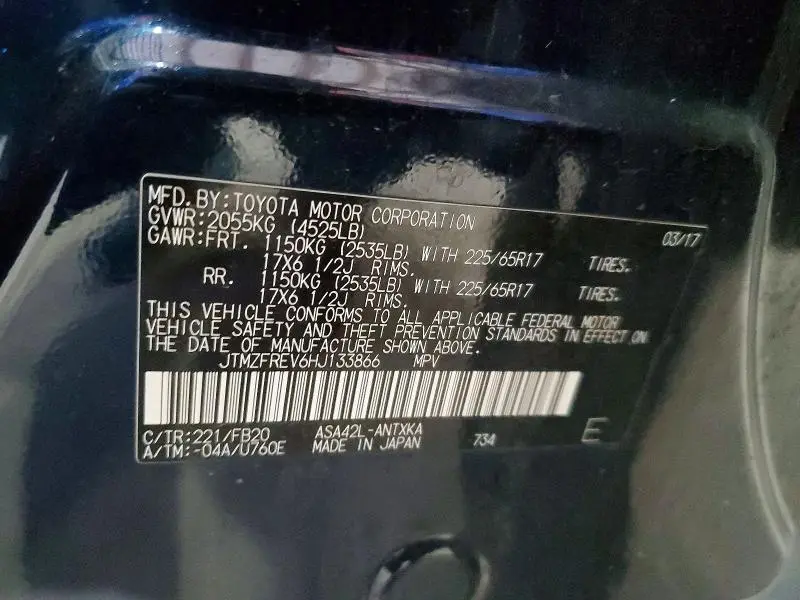 MFD. BY: TOYOTA MOTOR CORPORATION 03/17
GVWR: 2055KG (4525LB)
GAWR: FRT. 1150KG (2535LB) WITH 225/65R17 TIRES.
17X6 1/2J RIMS.
RR. 1150KG (2535LB) WITH 225/65R17 TIRES.
17X6 1/2J RIMS.
THIS VEHICLE CONFORMS TO ALL APPLICABLE FEDERAL MOTOR
VEHICLE SAFETY AND THEFT PREVENTION STANDARDS IN EFFECT ON
THE DATE OF MANUFACTURE SHOWN ABOVE.
JTMZFREV6HJ133866 MPV
C/TR: 221/FB20 ASA42L-ANTXKA 734 E
A/TM: -04A/U760E MADE IN JAPAN